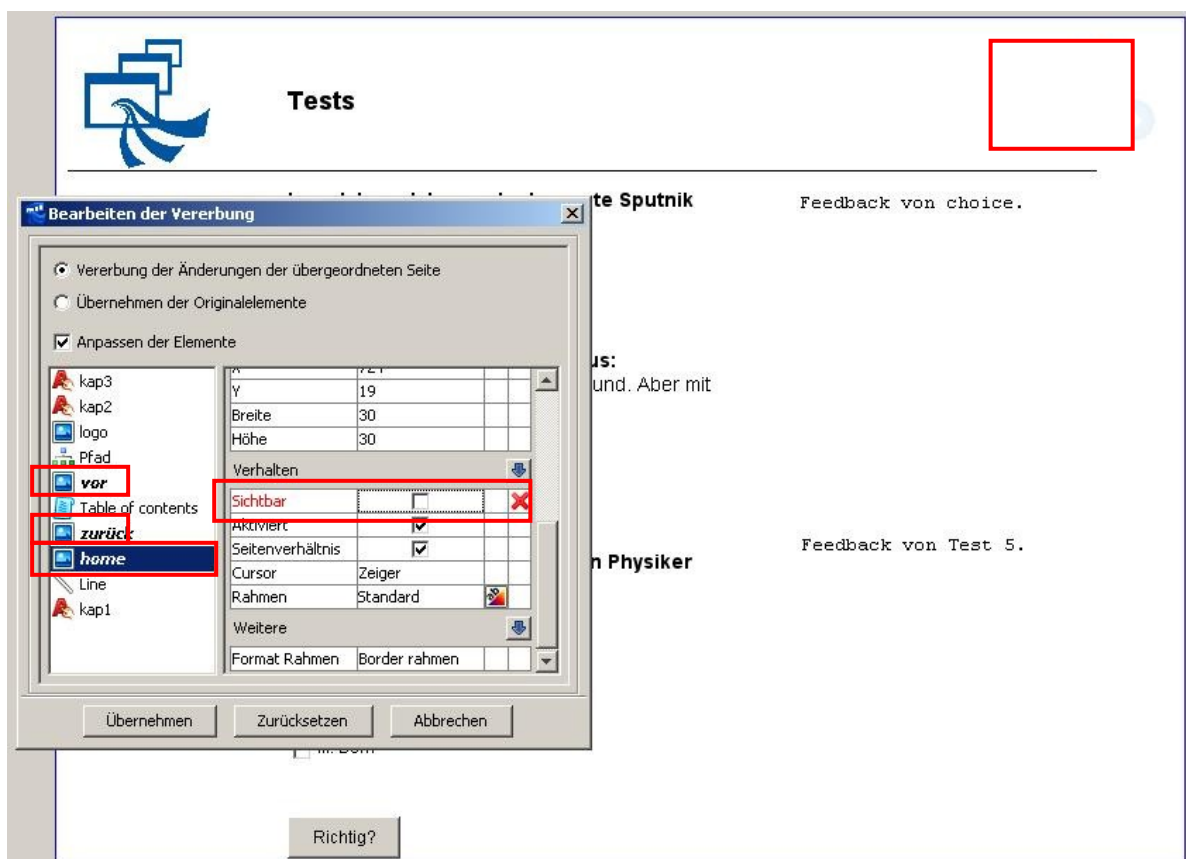 Tests
te Sputnik
Feedback von choice.
Bearbeiten der Vererbung
Vererbung der Änderungen der übergeordneten Seite
Übernehmen der Originalelemente
Anpassen der Elemente
us:
und. Aber mit
kap3
kap2
logo
Pfad
vor
Table of contents
zurück
home
Line
kap1
Y 19
Breite 30
Höhe 30
Verhalten
Sichtbar
Aktiviert
Seitenverhältnis
Cursor Zeiger
Rahmen Standard
Weitere
Format Rahmen Border rahmen
Feedback von Test 5.
n Physiker
Übernehmen Zurücksetzen Abbrechen
Richtig?